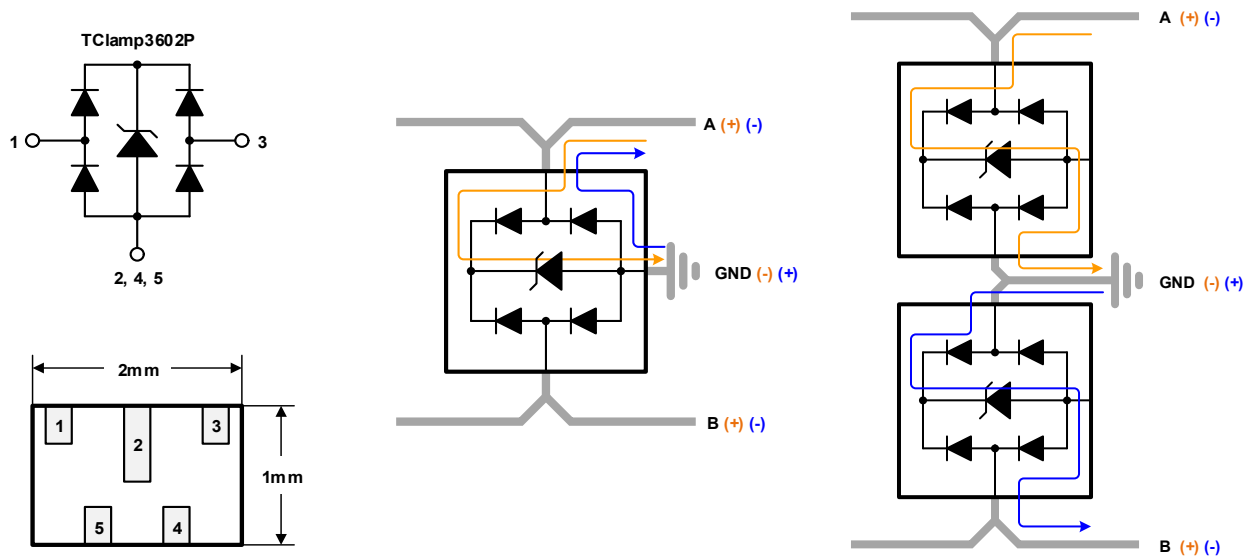 TClamp3602P
1
3
2, 4, 5
2mm
1
2
3
5
4
1mm
A (+) (-)
GND (-) (+)
B (+) (-)
A (+) (-)
GND (-) (+)
B (+) (-)